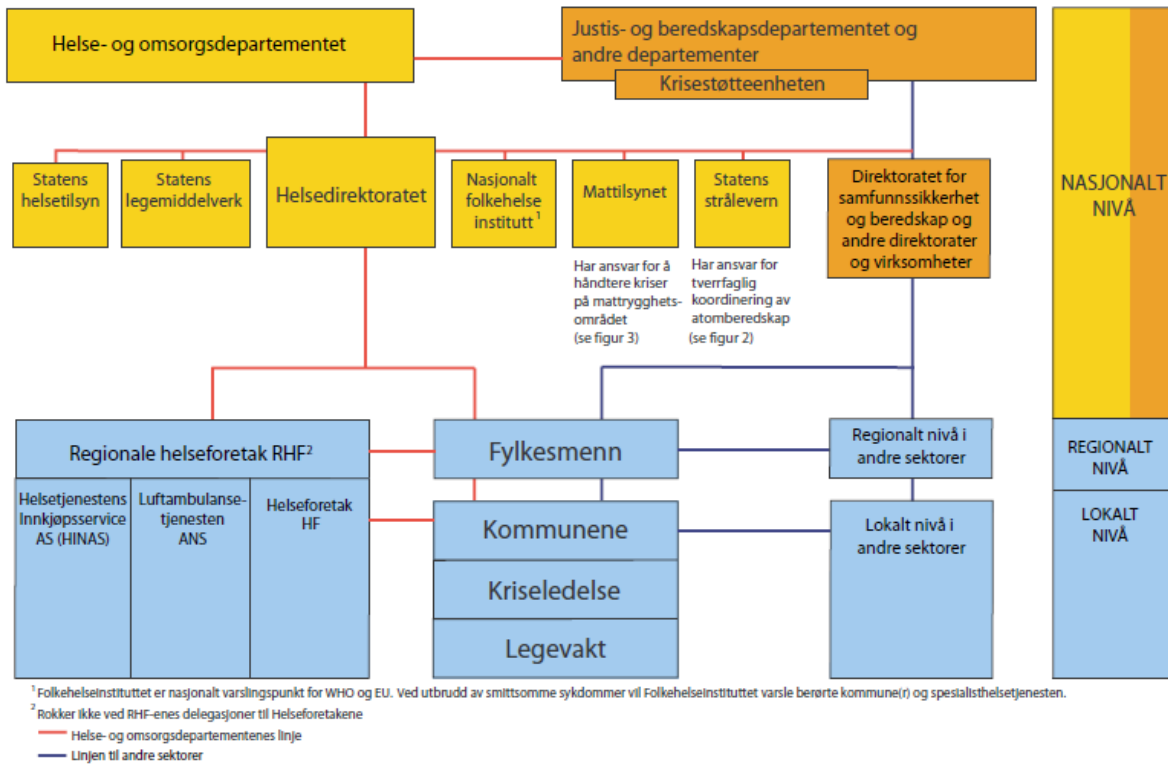 Helse- og omsorgsdepartementet
Justis- og beredskapsdepartementet og
andre departementer
Krisestøtteenheten
Statens
helsetilsyn
Statens
legemiddelverk
Helsedirektoratet
Nasjonalt
folkehelse
institutt 1
Mattilsynet
Statens
strålevern
Direktoratet for
samfunnssikkerhet
og beredskap og
andre direktorater
og virksomheter
NASJONALT
NIVÅ
Har ansvar for å
håndtere kriser
på mattrygghets-
området
(se figur 3)
Har ansvar for
tverrfaglig
koordinering av
atomberedskap
(se figur 2)
Regionale helseforetak RHF2
Fylkesmenn
Regionalt nivå i
andre sektorer
REGIONALT
NIVÅ
Helsetjenestens
Innkjøpsservice
AS (HINAS)
Luftambulanse-
tjenesten
ANS
Helseforetak
HF
Kommunene
Kriseledelse
Legevakt
Lokalt nivå i
andre sektorer
LOKALT
NIVÅ
1 Folkehelseinstituttet er nasjonalt varslingspunkt for WHO og EU. Ved utbrudd av smittsomme sykdommer vil Folkehelseinstituttet varsle berørte kommune(r) og spesialisthelsetjenesten.
2 Rokker ikke ved RHF-enes delegasjoner til Helseforetakene
Helse- og omsorgsdepartementenes linje
Linjen til andre sektorer